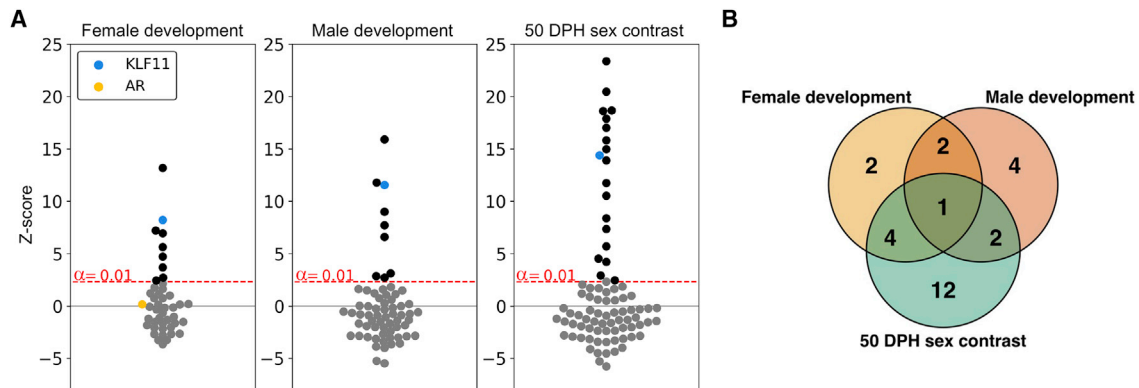 A
B
Female development
Male development
50 DPH sex contrast
KLF11
AR
Z-score
25
20
15
10
5
0
−5
α= 0.01
25
20
15
10
5
0
−5
α= 0.01
25
20
15
10
5
0
−5
α= 0.01
Female development
Male development
2
2
4
1
4
2
12
50 DPH sex contrast